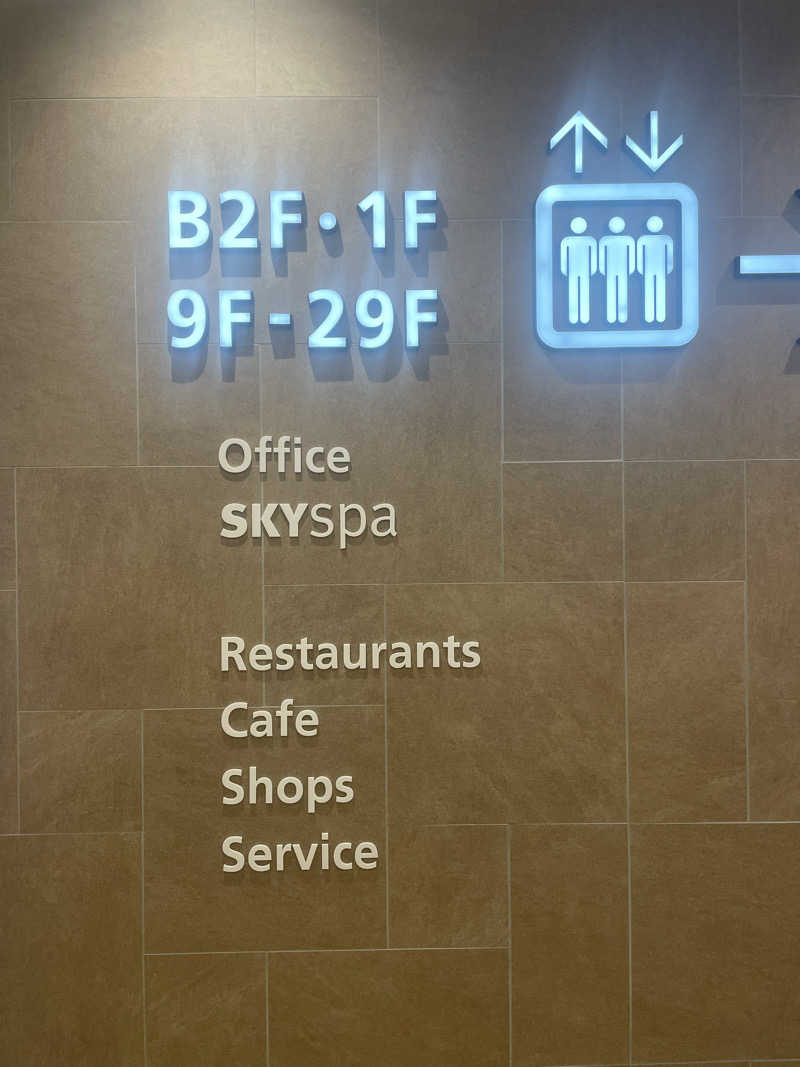 B2F·1F
9F-29F
Office
SKYspa
Restaurants
Cafe
Shops
Service